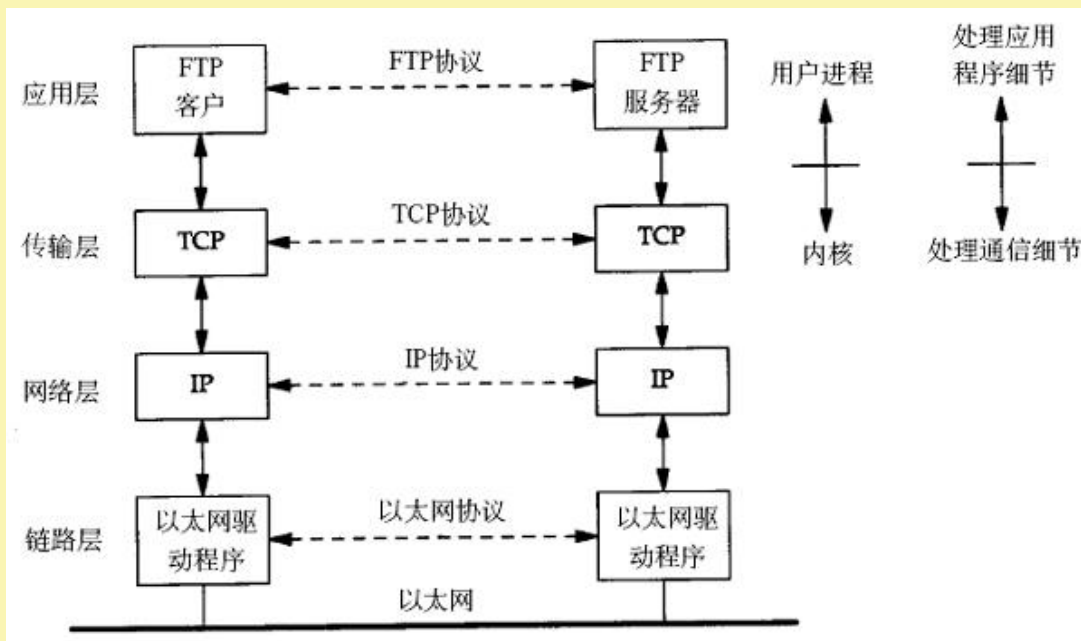 处理应用
程序细节
用户进程
应用层
FTP
客户
FTP协议
FTP
服务器
传输层
TCP
TCP协议
TCP
内核
处理通信细节
网络层
IP
IP协议
IP
链路层
以太网驱
动程序
以太网协议
以太网驱
动程序
以太网